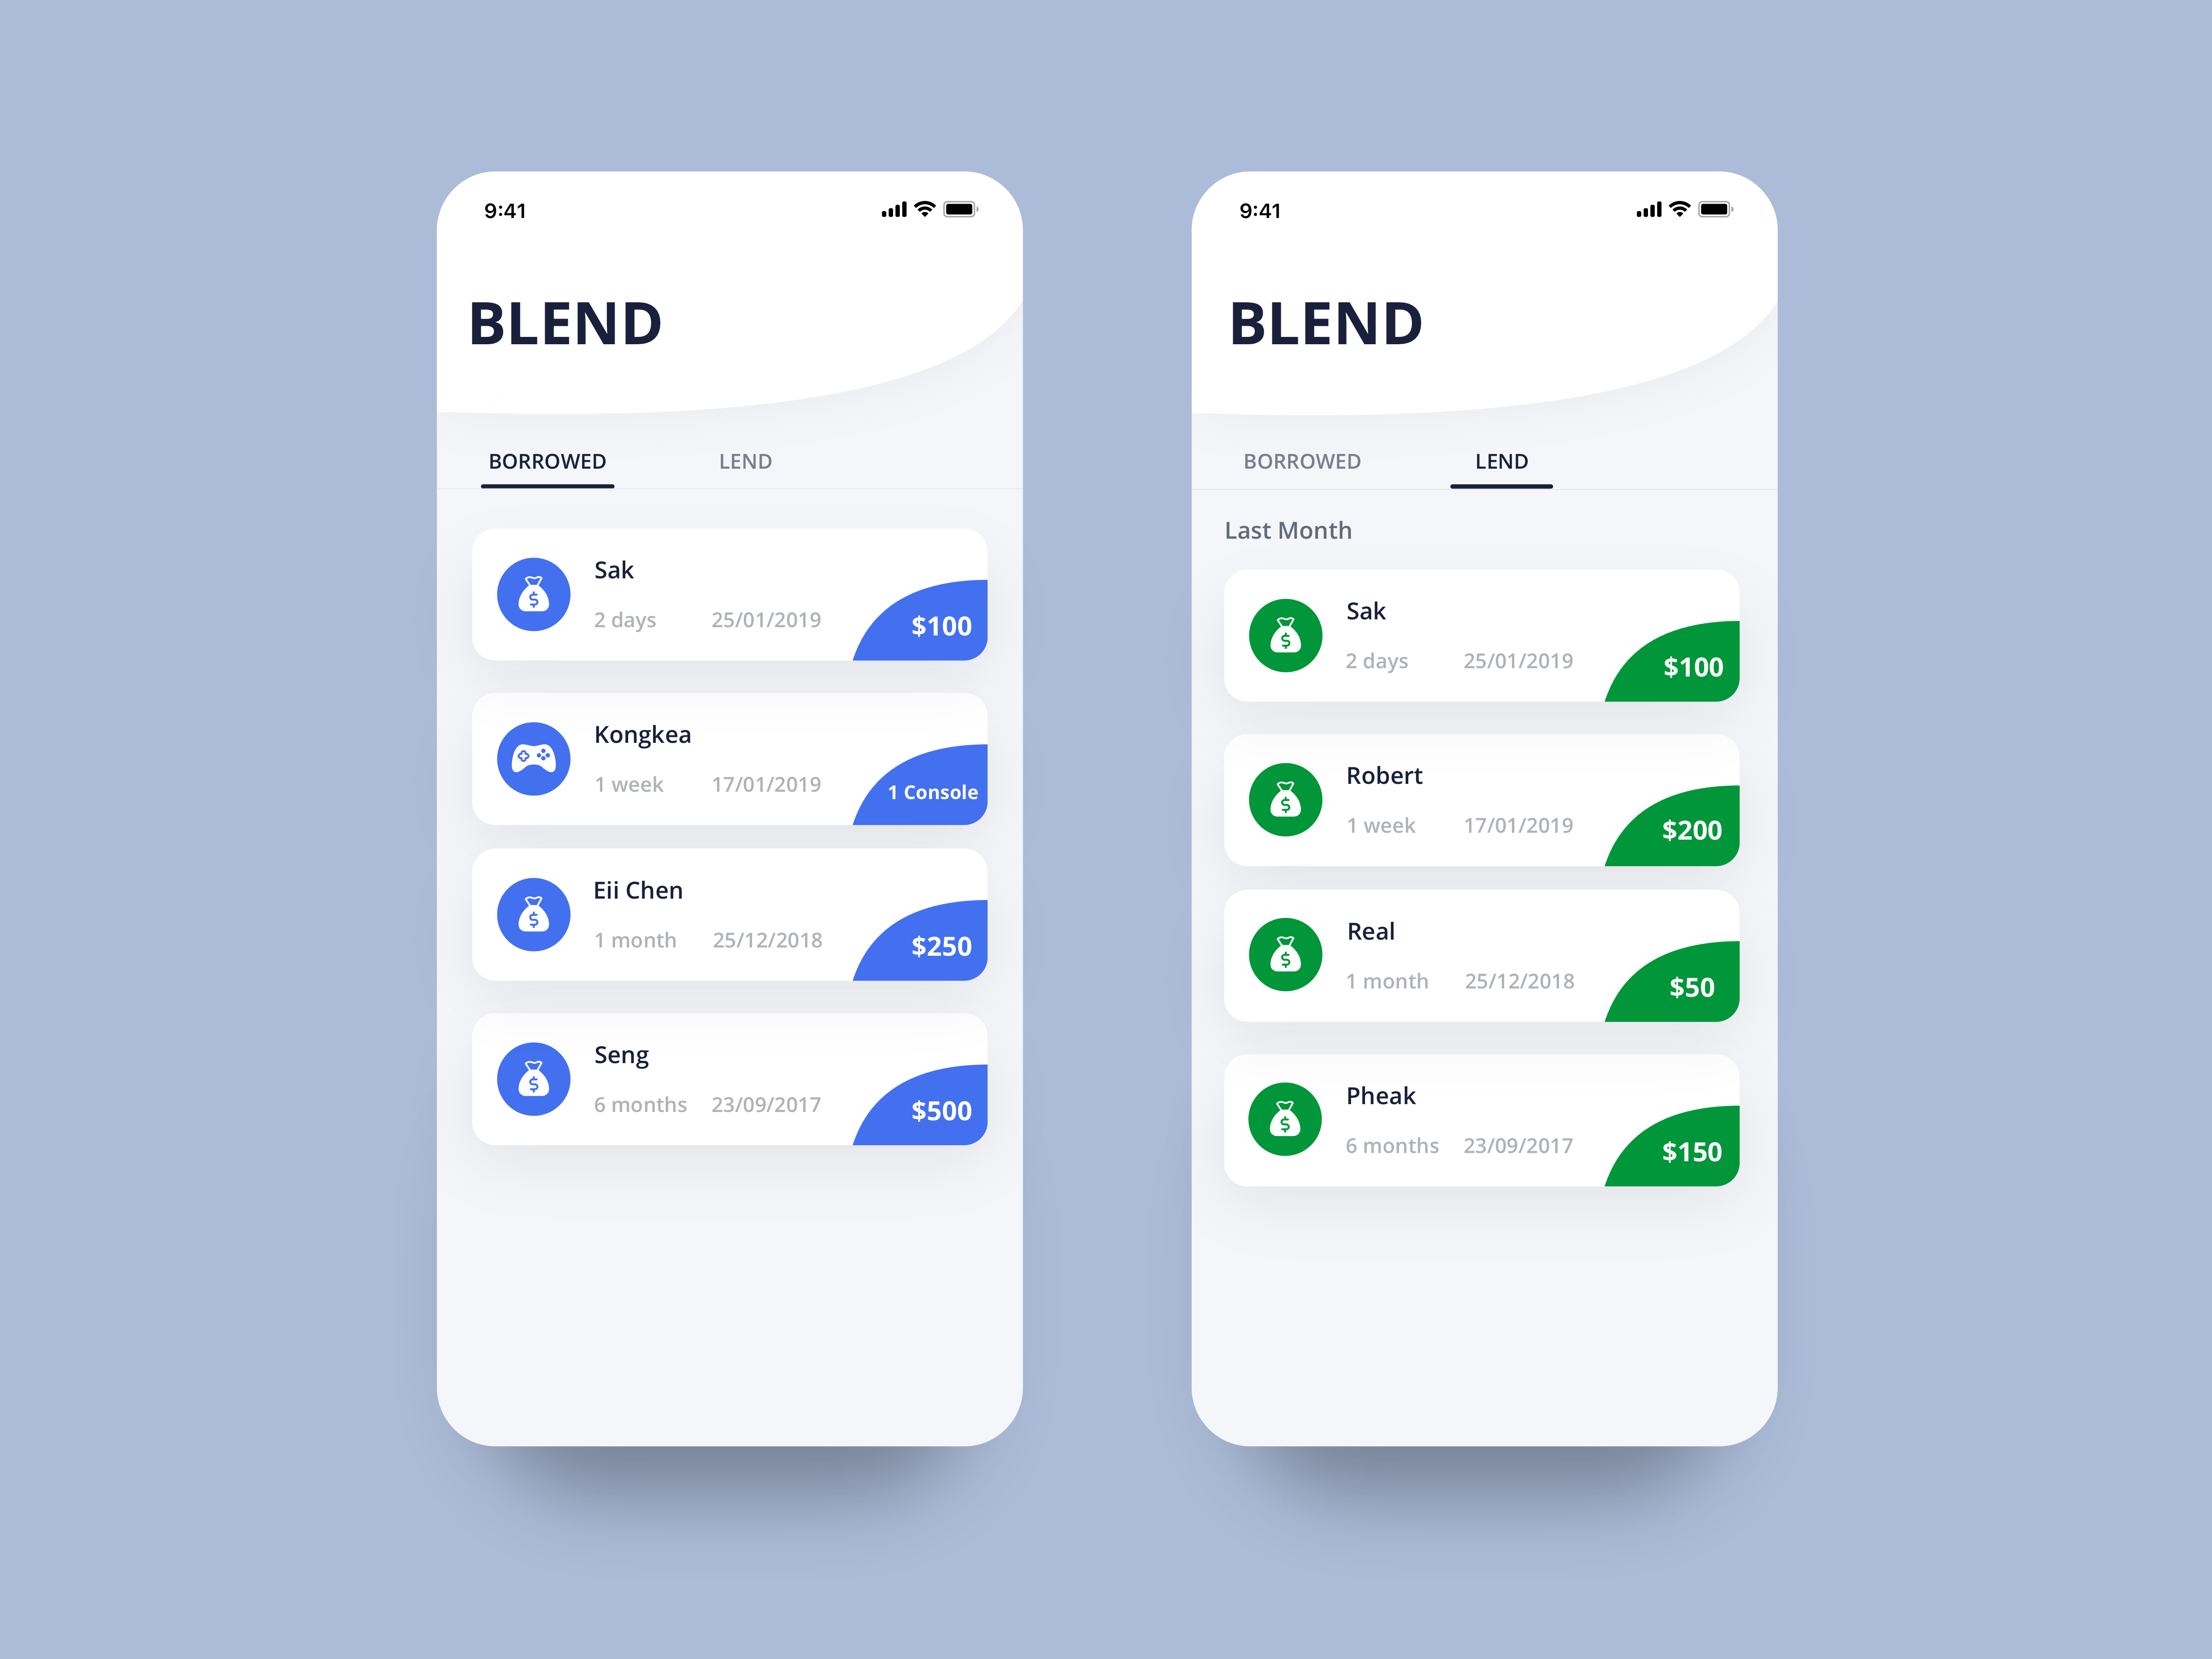 9:41
BLEND
BORROWED LEND
Sak
2 days 25/01/2019 $100
Kongkea
1 week 17/01/2019 1 Console
Eii Chen
1 month 25/12/2018 $250
Seng
6 months 23/09/2017 $500
9:41
BLEND
BORROWED LEND
Last Month
Sak
2 days 25/01/2019 $100
Robert
1 week 17/01/2019 $200
Real
1 month 25/12/2018 $50
Pheak
6 months 23/09/2017 $150